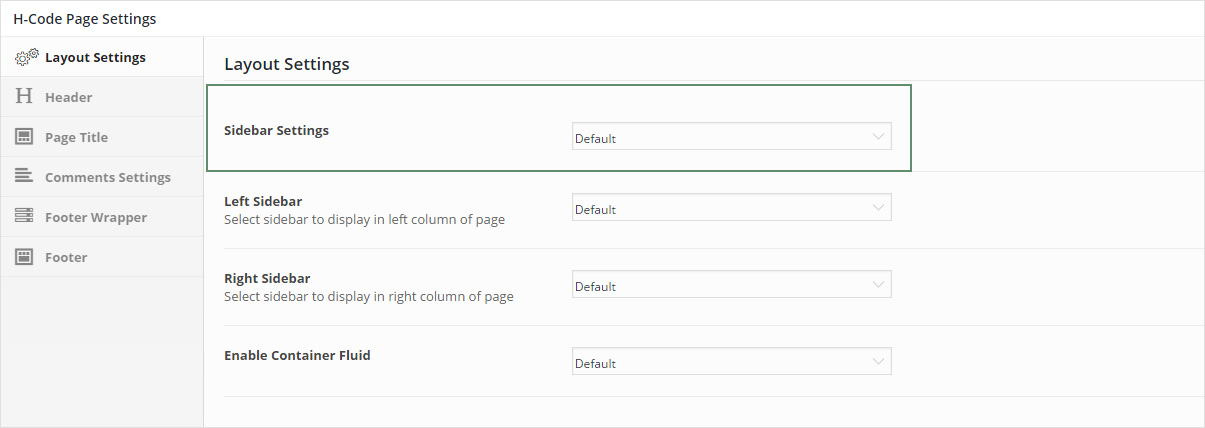 H-Code Page Settings
Layout Settings
Header
Page Title
Comments Settings
Footer Wrapper
Footer
Layout Settings
Sidebar Settings
Default
Left Sidebar
Select sidebar to display in left column of page
Default
Right Sidebar
Select sidebar to display in right column of page
Default
Enable Container Fluid
Default